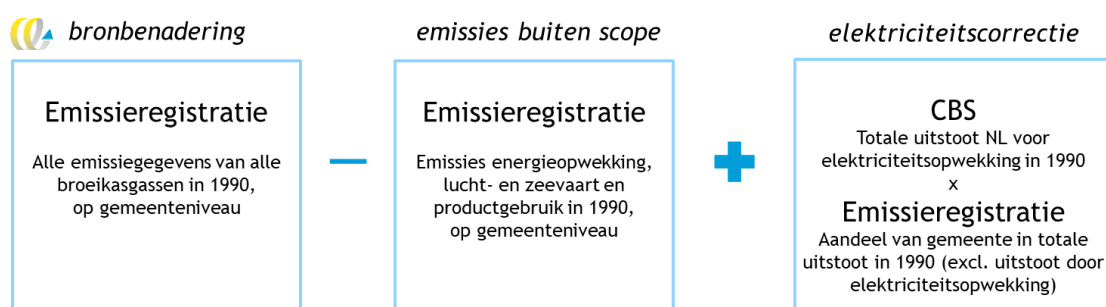 bronbenadering
Emissieregistratie
Alle emissiegegevens van alle
broeikasgassen in 1990,
op gemeenteniveau
emissies buiten scope
Emissieregistratie
Emissies energieopwekking,
lucht- en zeevaart en
productgebruik in 1990,
op gemeenteniveau
elektriciteitscorrectie
CBS
Totale uitstoot NL voor
elektriciteitsopwekking in 1990
x
Emissieregistratie
Aandeel van gemeente in totale
uitstoot in 1990 (excl. uitstoot door
elektriciteitsopwekking)